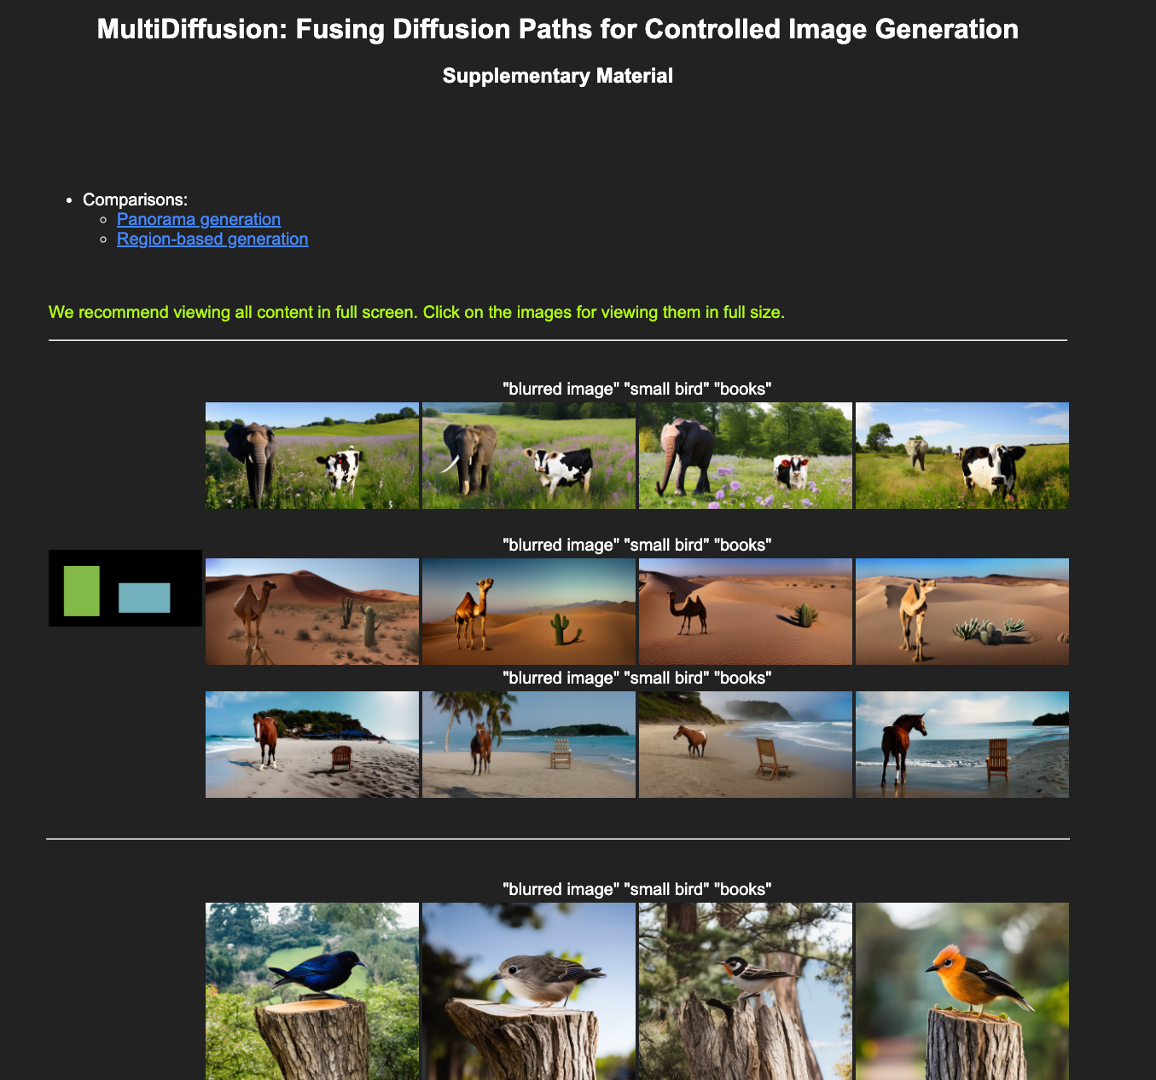 MultiDiffusion: Fusing Diffusion Paths for Controlled Image Generation
Supplementary Material
Comparisons:
Panorama generation
Region-based generation
We recommend viewing all content in full screen. Click on the images for viewing them in full size.
"blurred image" "small bird" "books"
"blurred image" "small bird" "books"
"blurred image" "small bird" "books"
"blurred image" "small bird" "books"